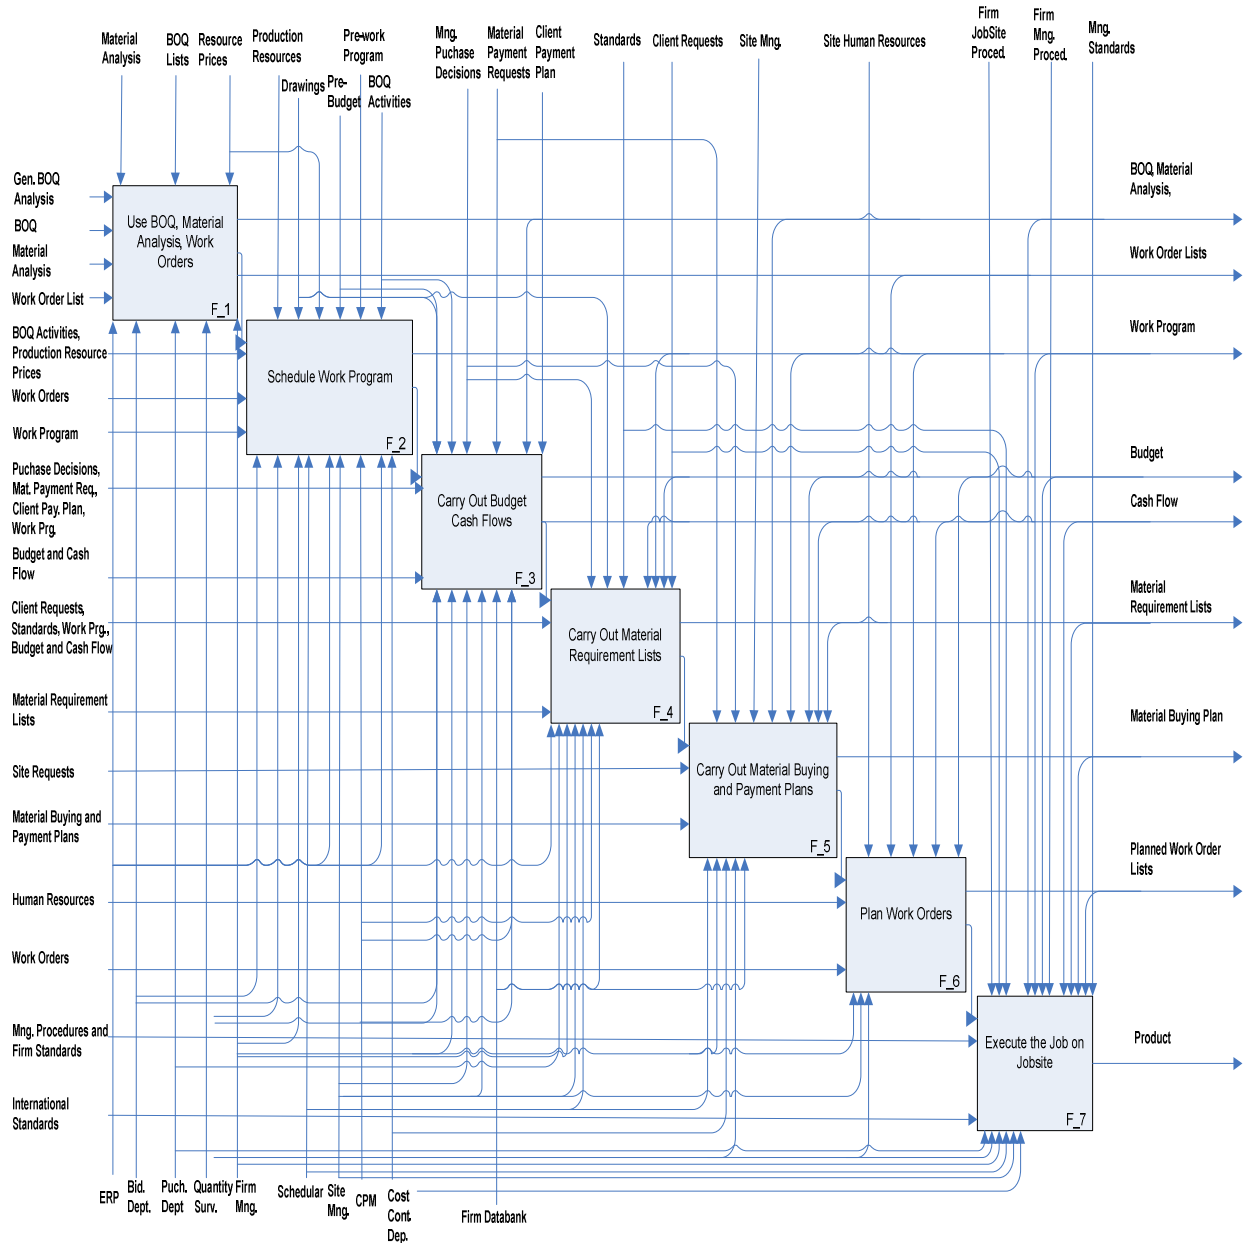 Material
Analysis
BOQ
Lists
Resource
Prices
Production
Resources
Drawings
Pre-work
Program
Pre-
Budget
BOQ
Activities
Mng.
Puchase
Decisions
Material
Payment
Requests
Client
Payment
Plan
Standards
Client Requests
Site Mng.
Site Human Resources
Firm
JobSite
Proced.
Firm
Mng.
Proced.
Mng.
Standards
Gen. BOQ
Analysis
BOQ
Material
Analysis
Work Order List
BOQ Activities,
Production Resource
Prices
Work Orders
Work Program
Puchase Decisions,
Mat. Payment Req.,
Client Pay. Plan,
Work Prg.
Budget and Cash
Flow
Client Requests,
Standards, Work Prg.,
Budget and Cash Flow
Material Requirement
Lists
Site Requests
Material Buying and
Payment Plans
Human Resources
Work Orders
Mng. Procedures and
Firm Standards
International
Standards
Use BOQ, Material
Analysis, Work
Orders
F_1
Schedule Work Program
F_2
Carry Out Budget
Cash Flows
F_3
Carry Out Material
Requirement Lists
F_4
Carry Out Material Buying
and Payment Plans
F_5
Plan Work Orders
F_6
Execute the Job on
Jobsite
F_7
BOQ, Material
Analysis,
Work Order Lists
Work Program
Budget
Cash Flow
Material
Requirement Lists
Material Buying Plan
Planned Work Order
Lists
Product
ERP
Bid.
Dept.
Puch.
Dept
Quantity
Surv.
Firm
Mng.
Schedular
Site
Mng.
CPM
Cost
Cont.
Dep.
Firm Databank